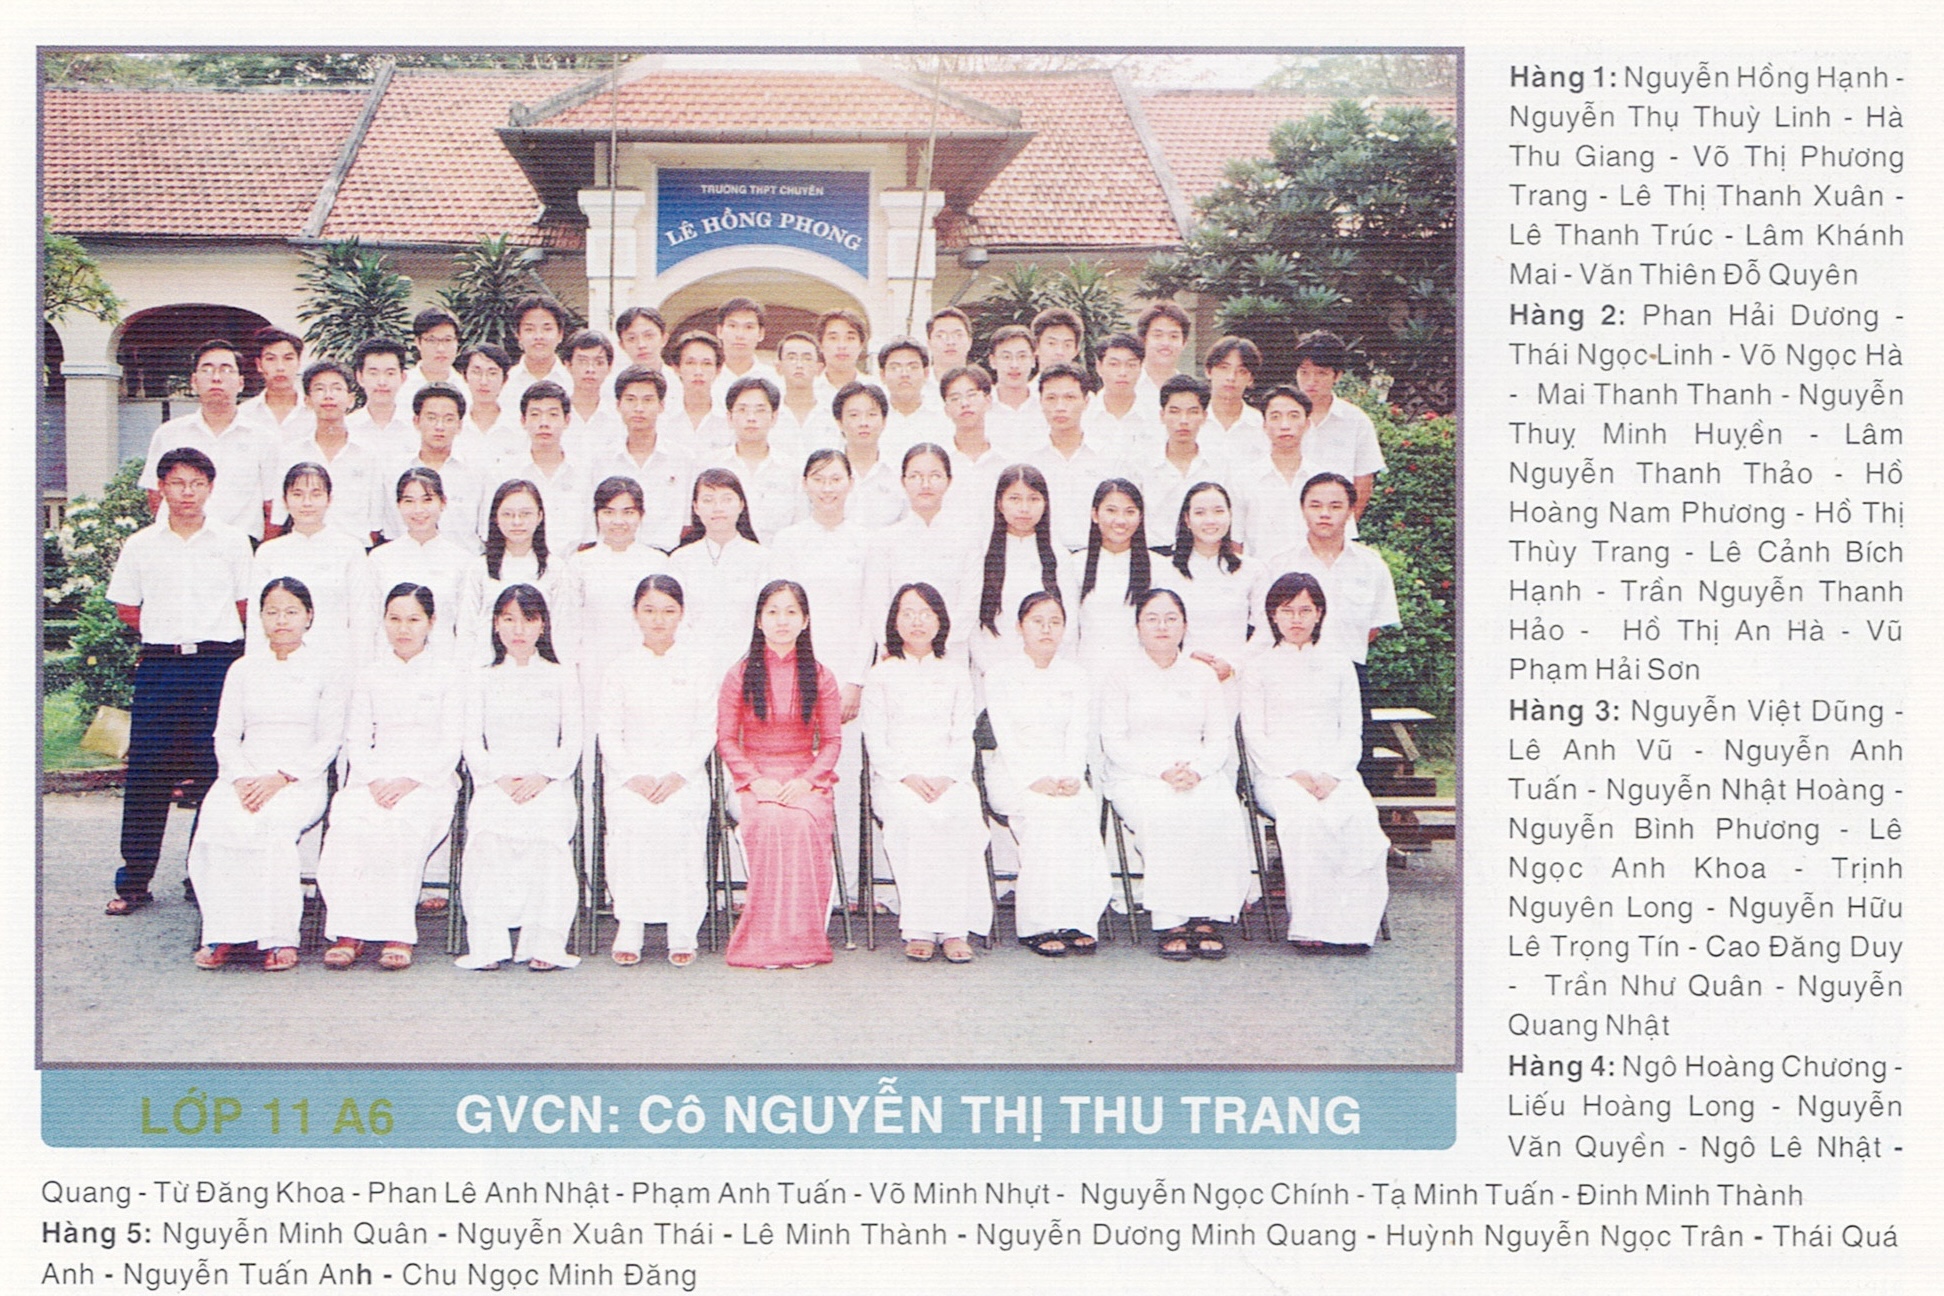 TRƯỜNG THPT CHUYÊN
LÊ HỒNG PHONG
LỚP 11 A6 GVCN: Cô NGUYỄN THỊ THU TRANG
Hàng 1: Nguyễn Hồng Hạnh -
Nguyễn Thụ Thuỳ Linh - Hà
Thu Giang - Võ Thị Phương
Trang - Lê Thị Thanh Xuân -
Lê Thanh Trúc - Lâm Khánh
Mai - Văn Thiên Đỗ Quyên
Hàng 2: Phan Hải Dương -
Thái Ngọc Linh - Võ Ngọc Hà
- Mai Thanh Thanh - Nguyễn
Thuỵ Minh Huyền - Lâm
Nguyễn Thanh Thảo - Hồ
Hoàng Nam Phương - Hồ Thị
Thùy Trang - Lê Cảnh Bích
Hạnh - Trần Nguyễn Thanh
Hảo - Hồ Thị An Hà - Vũ
Phạm Hải Sơn
Hàng 3: Nguyễn Việt Dũng -
Lê Anh Vũ - Nguyễn Anh
Tuấn - Nguyễn Nhật Hoàng -
Nguyễn Bình Phương - Lê
Ngọc Anh Khoa - Trịnh
Nguyên Long - Nguyễn Hữu
Lê Trọng Tín - Cao Đăng Duy
- Trần Như Quân - Nguyễn
Quang Nhật
Hàng 4: Ngô Hoàng Chương -
Liếu Hoàng Long - Nguyễn
Văn Quyền - Ngô Lê Nhật -
Quang - Từ Đăng Khoa - Phan Lê Anh Nhật - Phạm Anh Tuấn - Võ Minh Nhựt - Nguyễn Ngọc Chính - Tạ Minh Tuấn - Đinh Minh Thành
Hàng 5: Nguyễn Minh Quân - Nguyễn Xuân Thái - Lê Minh Thành - Nguyễn Dương Minh Quang - Huỳnh Nguyễn Ngọc Trân - Thái Quá
Anh - Nguyễn Tuấn Anh - Chu Ngọc Minh Đăng